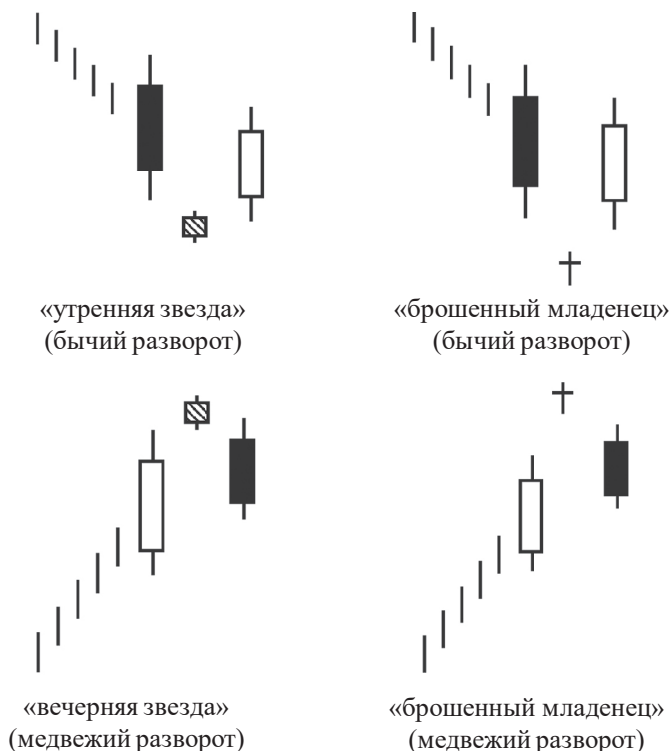 «утренняя звезда»
(бычий разворот)
«брошенный младенец»
(бычий разворот)
«вечерняя звезда»
(медвежий разворот)
«брошенный младенец»
(медвежий разворот)